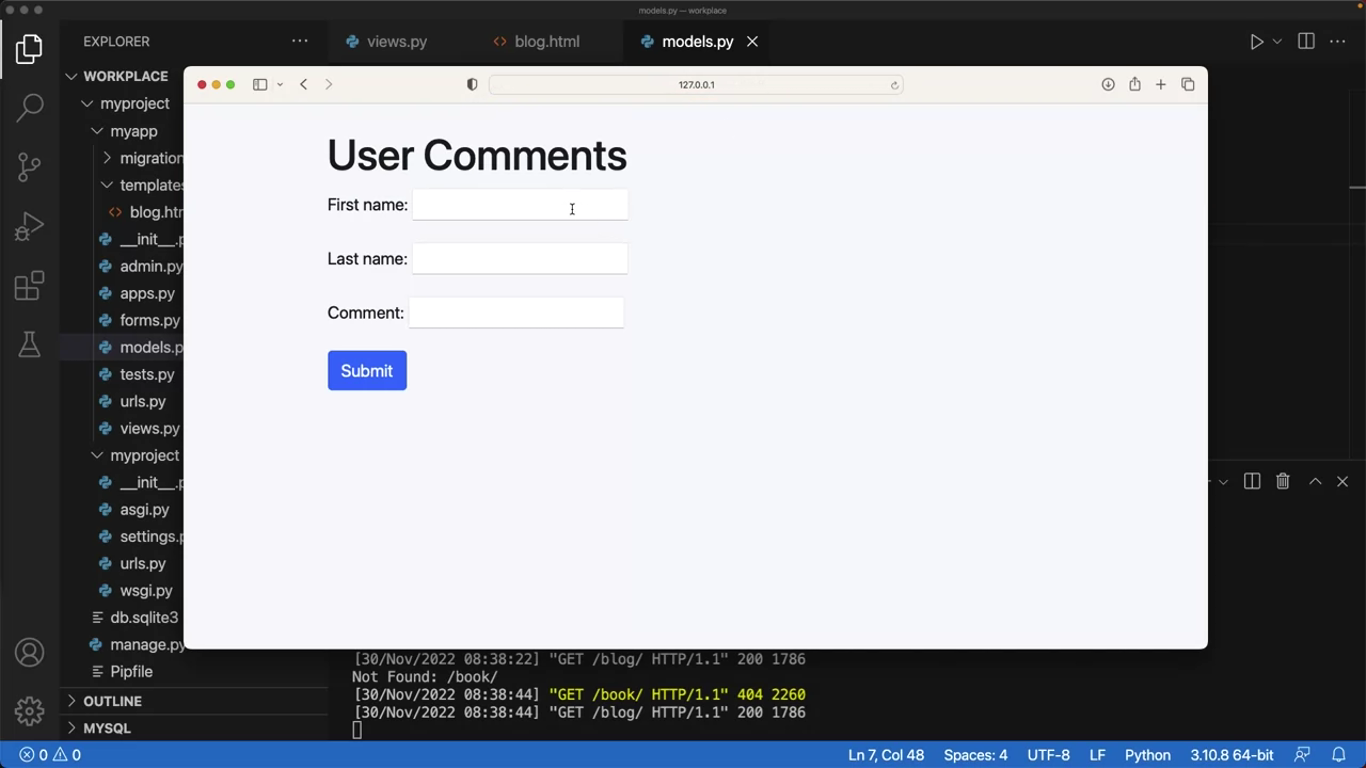 models.py — workplace
EXPLORER
views.py
blog.html
models.py
WORKPLACE
myproject
myapp
migration
templates
blog.htm
__init__.p
admin.py
apps.py
forms.py
models.p
tests.py
urls.py
views.py
myproject
__init__.p
asgi.py
settings.p
urls.py
wsgi.py
db.sqlite3
manage.py
Pipfile
OUTLINE
MYSQL
127.0.0.1
User Comments
First name:
Last name:
Comment:
Submit
[30/Nov/2022 08:38:22] "GET /blog/ HTTP/1.1" 200 1786
Not Found: /book/
[30/Nov/2022 08:38:44] "GET /book/ HTTP/1.1" 404 2260
[30/Nov/2022 08:38:44] "GET /blog/ HTTP/1.1" 200 1786
0 0
Ln 7, Col 48
Spaces: 4
UTF-8
LF
Python
3.10.8 64-bit